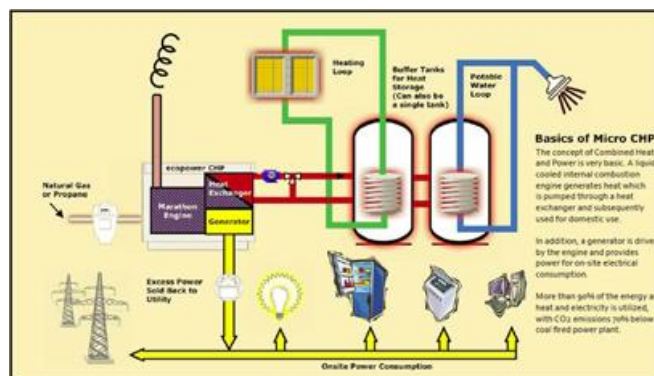 Heating
Loop
Buffer Tanks
for Heat
Storage
(Can also be
a single tank)
Potable
Water
Loop
ecopower CHP
Natural Gas
or Propane
Marathon
Engine
Heat
Exchanger
Generator
Excess Power
Sold Back to
Utility
Onsite Power Consumption
Basics of Micro CHP
The concept of Combined Heat
and Power is very basic. A liquid
cooled internal combustion
engine generates heat which
is pumped through a heat
exchanger and subsequently
used for domestic use.
In addition, a generator is drive
by the engine and provides
power for on-site electrical
consumption.
More than 90% of the energy a
heat and electricity is utilized,
with CO2 emissions 70% below
coal fired power plant.